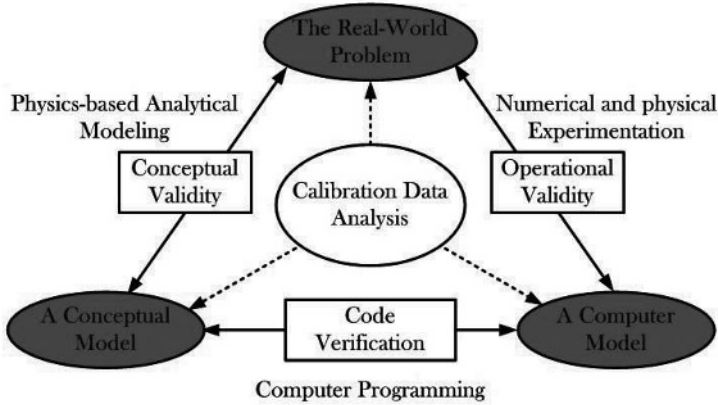 The Real-World
Problem
Physics-based Analytical
Modeling
Numerical and physical
Experimentation
Conceptual
Validity
Calibration Data
Analysis
Operational
Validity
A Conceptual
Model
Code
Verification
A Computer
Model
Computer Programming